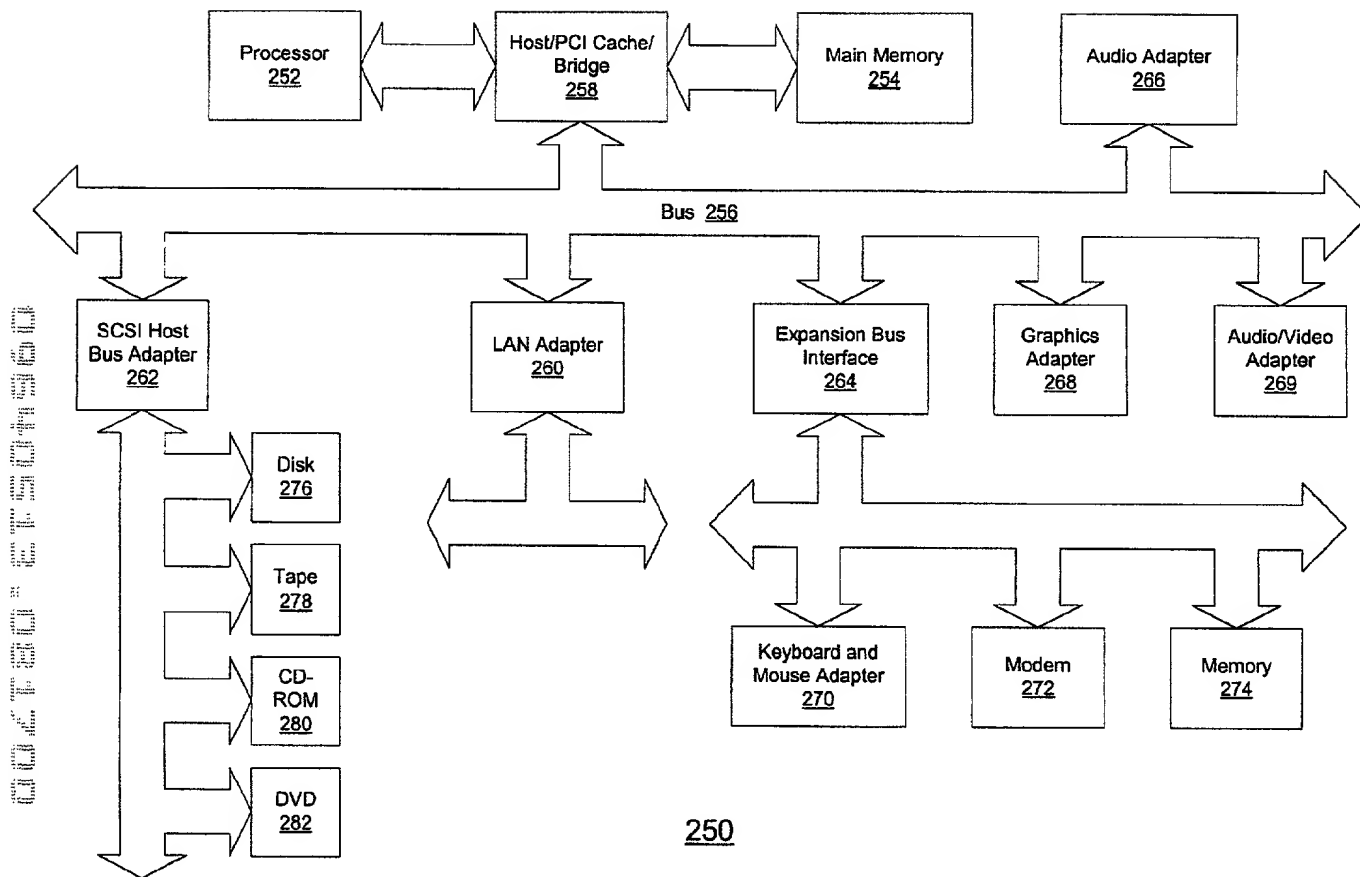 Processor
252
Host/PCI Cache/
Bridge
258
Main Memory
254
Audio Adapter
266
Bus 256
SCSI Host
Bus Adapter
262
LAN Adapter
260
Expansion Bus
Interface
264
Graphics
Adapter
268
Audio/Video
Adapter
269
Disk
276
Tape
278
CD-
ROM
280
DVD
282
Keyboard and
Mouse Adapter
270
Modem
272
Memory
274
250